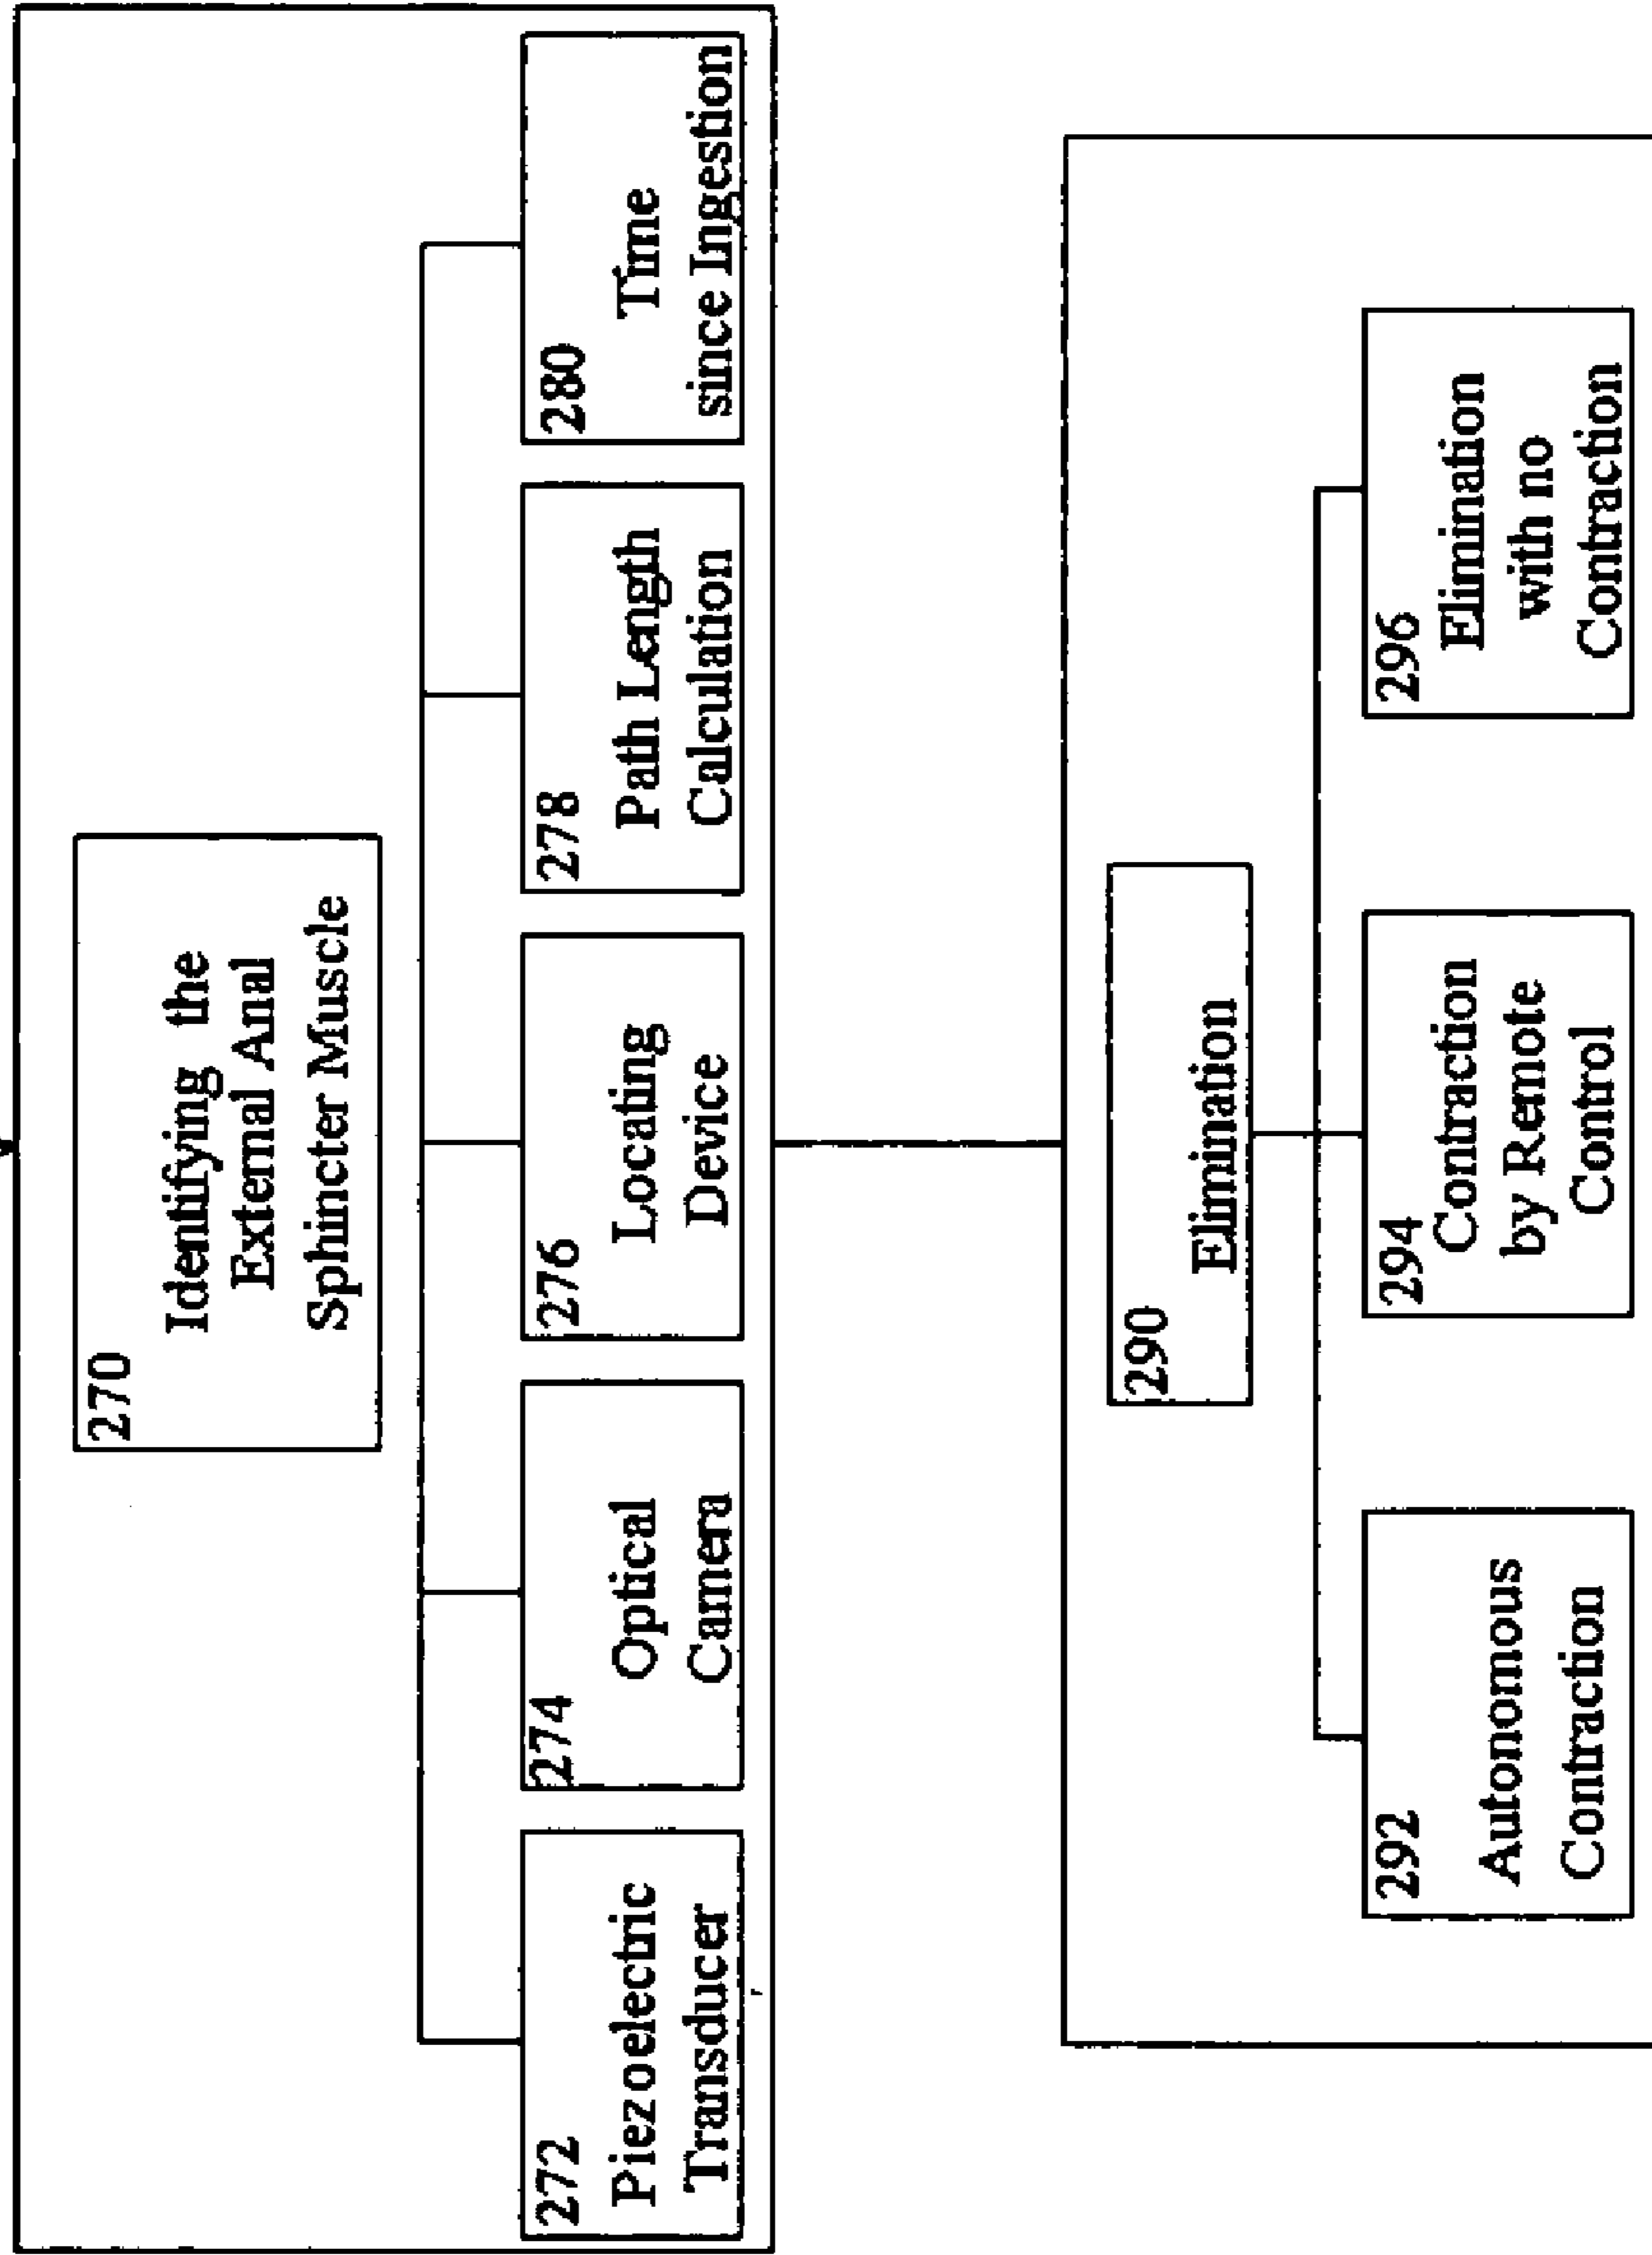 270
Identifying the
External Anal
Sphincter Muscle
272
Piezoelectric
Transducer
274
Optical
Camera
276
Locating
Device
278
Path Length
Calculation
280
Time
since Ingestion
290
Elimination
292
Autonomous
Contraction
294
Contraction
by Remote
Control
296
Elimination
with no
Contraction